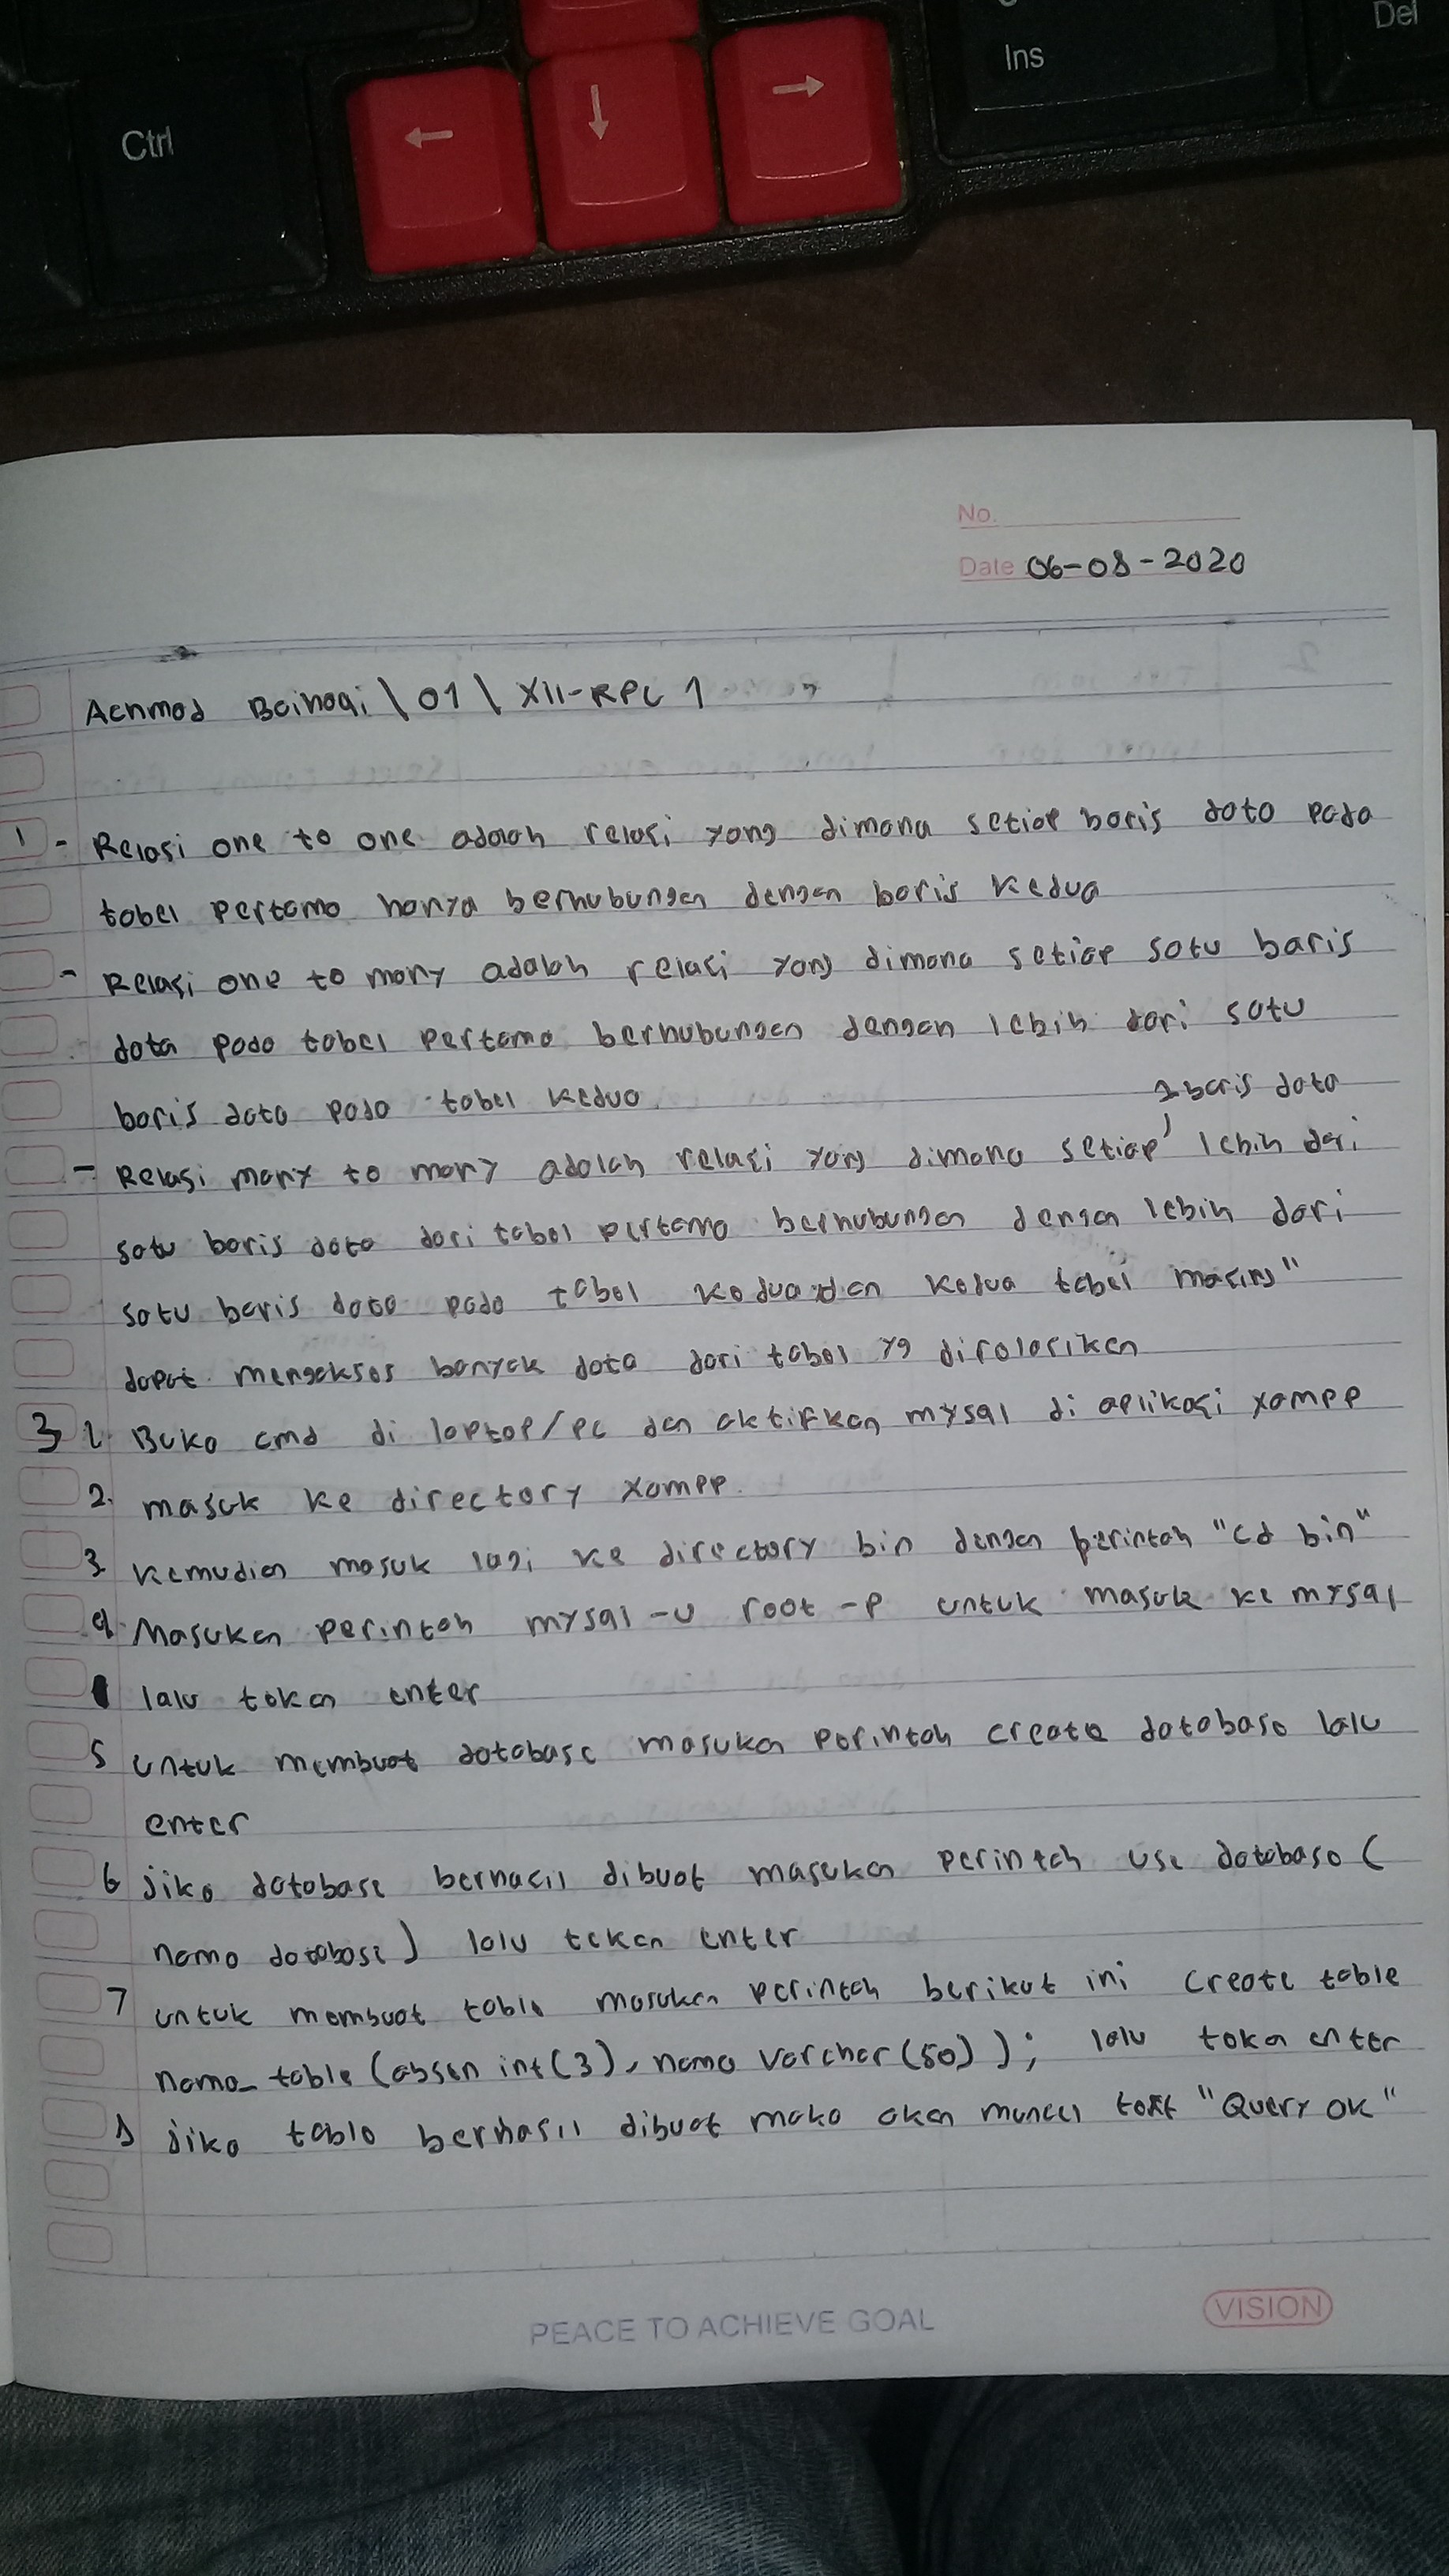 Ctrl
←
↓
→
Ins
Del
No.
Date 06-08-2020
Achmad Baihaqi \ 01 \ XII-RPL 1
1 - Relasi one to one adalah relasi yang dimana setiap baris data pada
tabel pertama hanya berhubungan dengan baris kedua
- Relasi one to many adalah relasi yang dimana setiap satu baris
data pada tabel pertama berhubungan dengan lebih dari satu
baris data pada tabel kedua
2 baris data
- Relasi many to many adalah relasi yang dimana setiap lebih dari
satu baris data dari tabel pertama berhubungan dengan lebih dari
satu baris data pada tabel kedua dan kedua tabel masing"
dapat mengakses banyak data dari tabel yg direlasikan
3 1. Buka cmd di laptop/pc dan aktifkan mysql di aplikasi xampp
2. masuk ke directory xampp.
3 kemudian masuk lagi ke directory bin dengan perintah "cd bin"
4. Masukan perintah mysql -u root -p untuk masuk ke mysql
lalu tekan enter
5 untuk membuat database masukan perintah create database lalu
enter
6 jika database berhasil dibuat masukan perintah use database (
nama database) lalu tekan enter
7 untuk membuat table masukan perintah berikut ini create table
nama_table (absen int(3), nama varchar(50)); lalu tekan enter
8 jika table berhasil dibuat maka akan muncul text "Query OK"
PEACE TO ACHIEVE GOAL
VISION